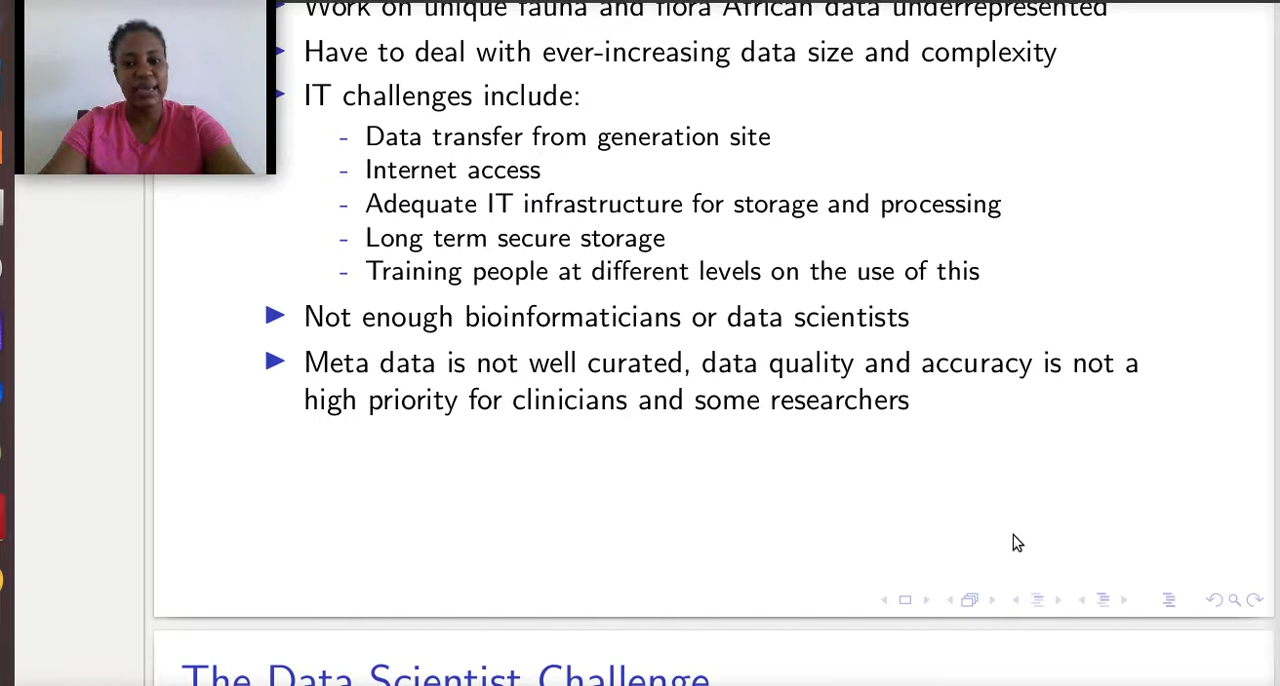 Work on unique fauna and flora African data underrepresented
Have to deal with ever-increasing data size and complexity
IT challenges include:
- Data transfer from generation site
- Internet access
- Adequate IT infrastructure for storage and processing
- Long term secure storage
- Training people at different levels on the use of this
Not enough bioinformaticians or data scientists
Meta data is not well curated, data quality and accuracy is not a
high priority for clinicians and some researchers
The Data Scientist Challenge